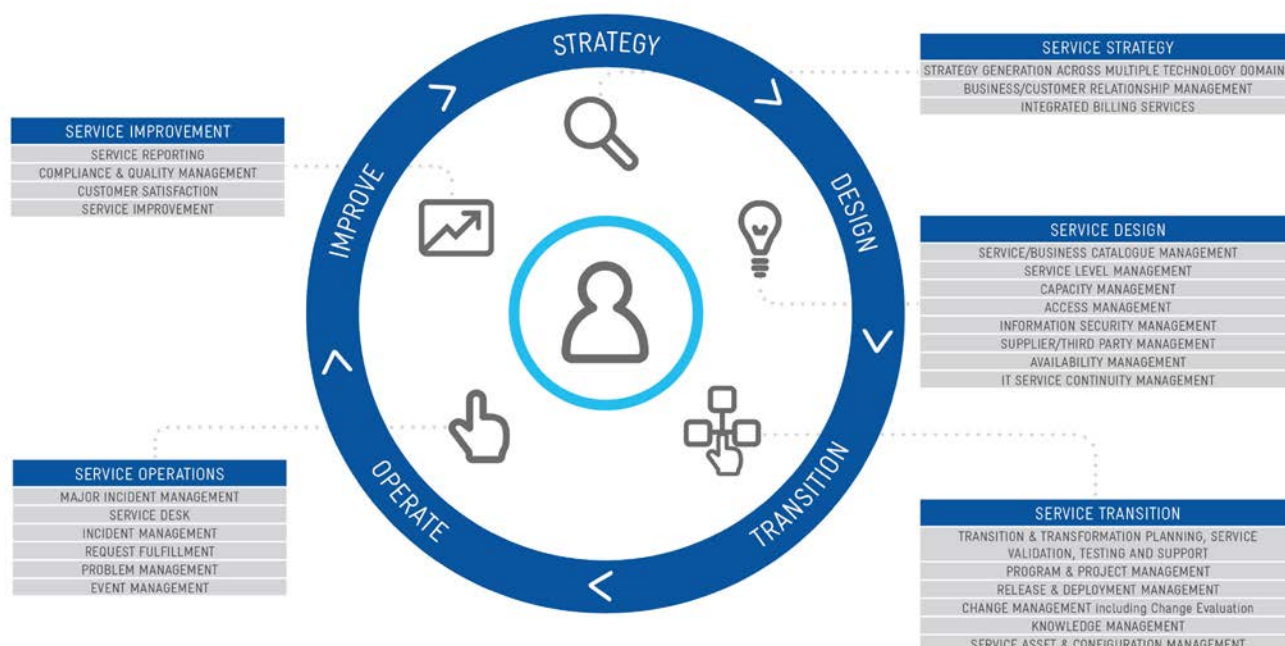 STRATEGY
DESIGN
TRANSITION
OPERATE
IMPROVE
SERVICE STRATEGY
STRATEGY GENERATION ACROSS MULTIPLE TECHNOLOGY DOMAIN
BUSINESS/CUSTOMER RELATIONSHIP MANAGEMENT
INTEGRATED BILLING SERVICES
SERVICE DESIGN
SERVICE/BUSINESS CATALOGUE MANAGEMENT
SERVICE LEVEL MANAGEMENT
CAPACITY MANAGEMENT
ACCESS MANAGEMENT
INFORMATION SECURITY MANAGEMENT
SUPPLIER/THIRD PARTY MANAGEMENT
AVAILABILITY MANAGEMENT
IT SERVICE CONTINUITY MANAGEMENT
SERVICE TRANSITION
TRANSITION & TRANSFORMATION PLANNING, SERVICE
VALIDATION, TESTING AND SUPPORT
PROGRAM & PROJECT MANAGEMENT
RELEASE & DEPLOYMENT MANAGEMENT
CHANGE MANAGEMENT including Change Evaluation
KNOWLEDGE MANAGEMENT
SERVICE ASSET & CONFIGURATION MANAGEMENT
SERVICE OPERATIONS
MAJOR INCIDENT MANAGEMENT
SERVICE DESK
INCIDENT MANAGEMENT
REQUEST FULFILLMENT
PROBLEM MANAGEMENT
EVENT MANAGEMENT
SERVICE IMPROVEMENT
SERVICE REPORTING
COMPLIANCE & QUALITY MANAGEMENT
CUSTOMER SATISFACTION
SERVICE IMPROVEMENT